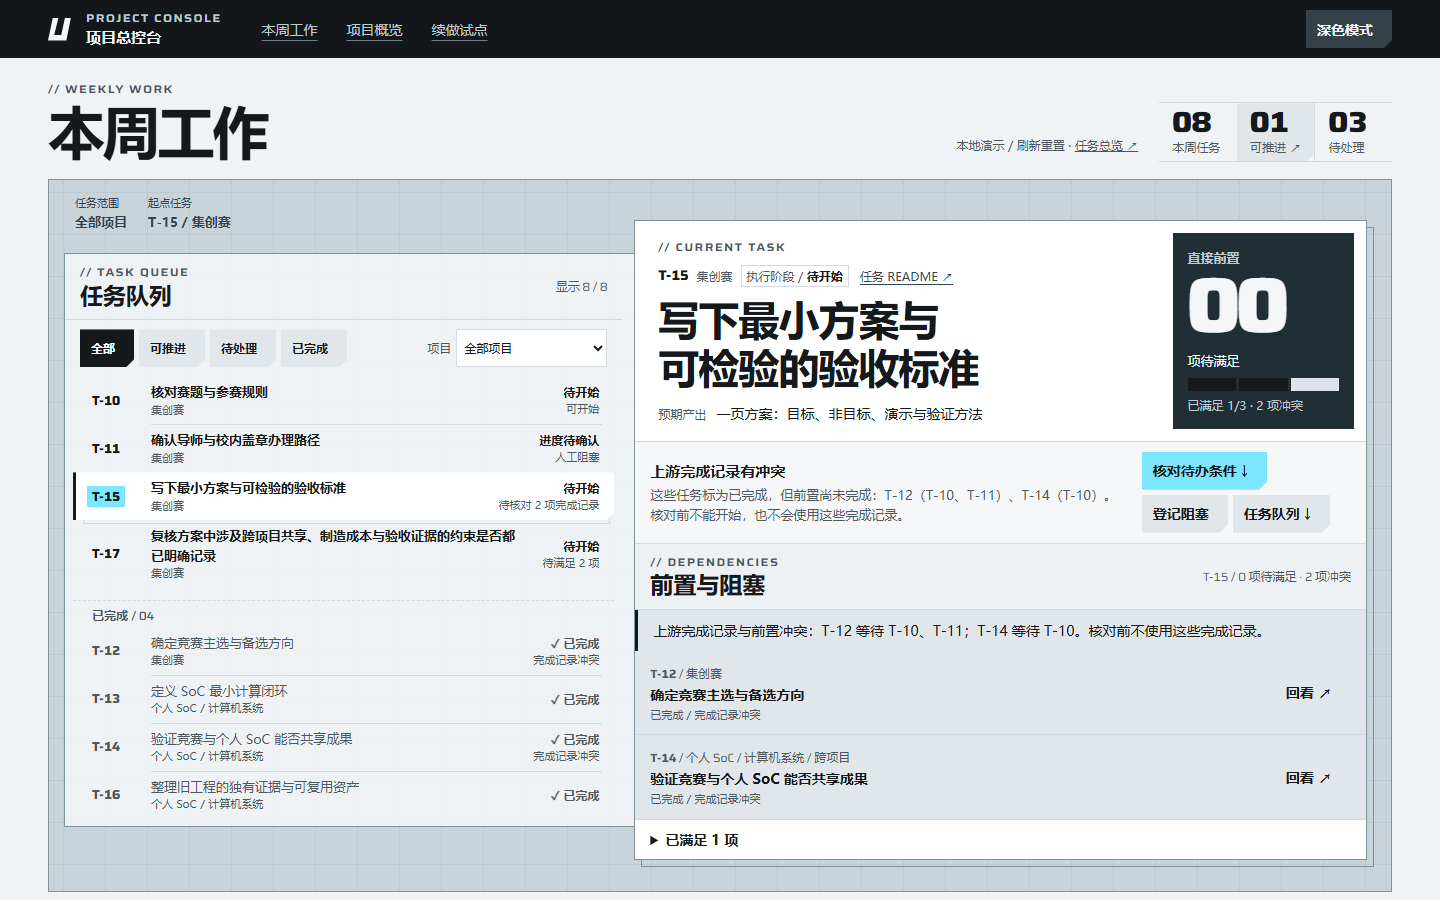 PROJECT CONSOLE
项目总控台
本周工作
项目概览
续做试点
深色模式
// WEEKLY WORK
本周工作
本地演示 / 刷新重置 · 任务总览 ↗
08
本周任务
01
可推进 ↗
03
待处理
任务范围
全部项目
起点任务
T-15 / 集创赛
// TASK QUEUE
任务队列
显示 8 / 8
全部
可推进
待处理
已完成
项目
全部项目
T-10
核对赛题与参赛规则
集创赛
待开始
可开始
T-11
确认导师与校内盖章办理路径
集创赛
进度待确认
人工阻塞
T-15
写下最小方案与可检验的验收标准
集创赛
待开始
待核对 2 项完成记录
T-17
复核方案中涉及跨项目共享、制造成本与验收证据的约束是否都
已明确记录
集创赛
待开始
待满足 2 项
已完成 / 04
T-12
确定竞赛主选与备选方向
集创赛
✓ 已完成
完成记录冲突
T-13
定义 SoC 最小计算闭环
个人 SoC / 计算机系统
✓ 已完成
T-14
验证竞赛与个人 SoC 能否共享成果
个人 SoC / 计算机系统
✓ 已完成
完成记录冲突
T-16
整理旧工程的独有证据与可复用资产
个人 SoC / 计算机系统
✓ 已完成
// CURRENT TASK
T-15 集创赛 执行阶段 / 待开始 任务 README ↗
写下最小方案与
可检验的验收标准
预期产出 一页方案：目标、非目标、演示与验证方法
直接前置
00
项待满足
已满足 1/3 · 2 项冲突
上游完成记录有冲突
这些任务标为已完成，但前置尚未完成：T-12（T-10、T-11）、T-14（T-10）。
核对前不能开始，也不会使用这些完成记录。
核对待办条件 ↓
登记阻塞
任务队列 ↓
// DEPENDENCIES
前置与阻塞
T-15 / 0 项待满足 · 2 项冲突
上游完成记录与前置冲突：T-12 等待 T-10、T-11；T-14 等待 T-10。核对前不使用这些完成记录。
T-12 / 集创赛
确定竞赛主选与备选方向
已完成 / 完成记录冲突
回看 ↗
T-14 / 个人 SoC / 计算机系统 / 跨项目
验证竞赛与个人 SoC 能否共享成果
已完成 / 完成记录冲突
回看 ↗
▶ 已满足 1 项